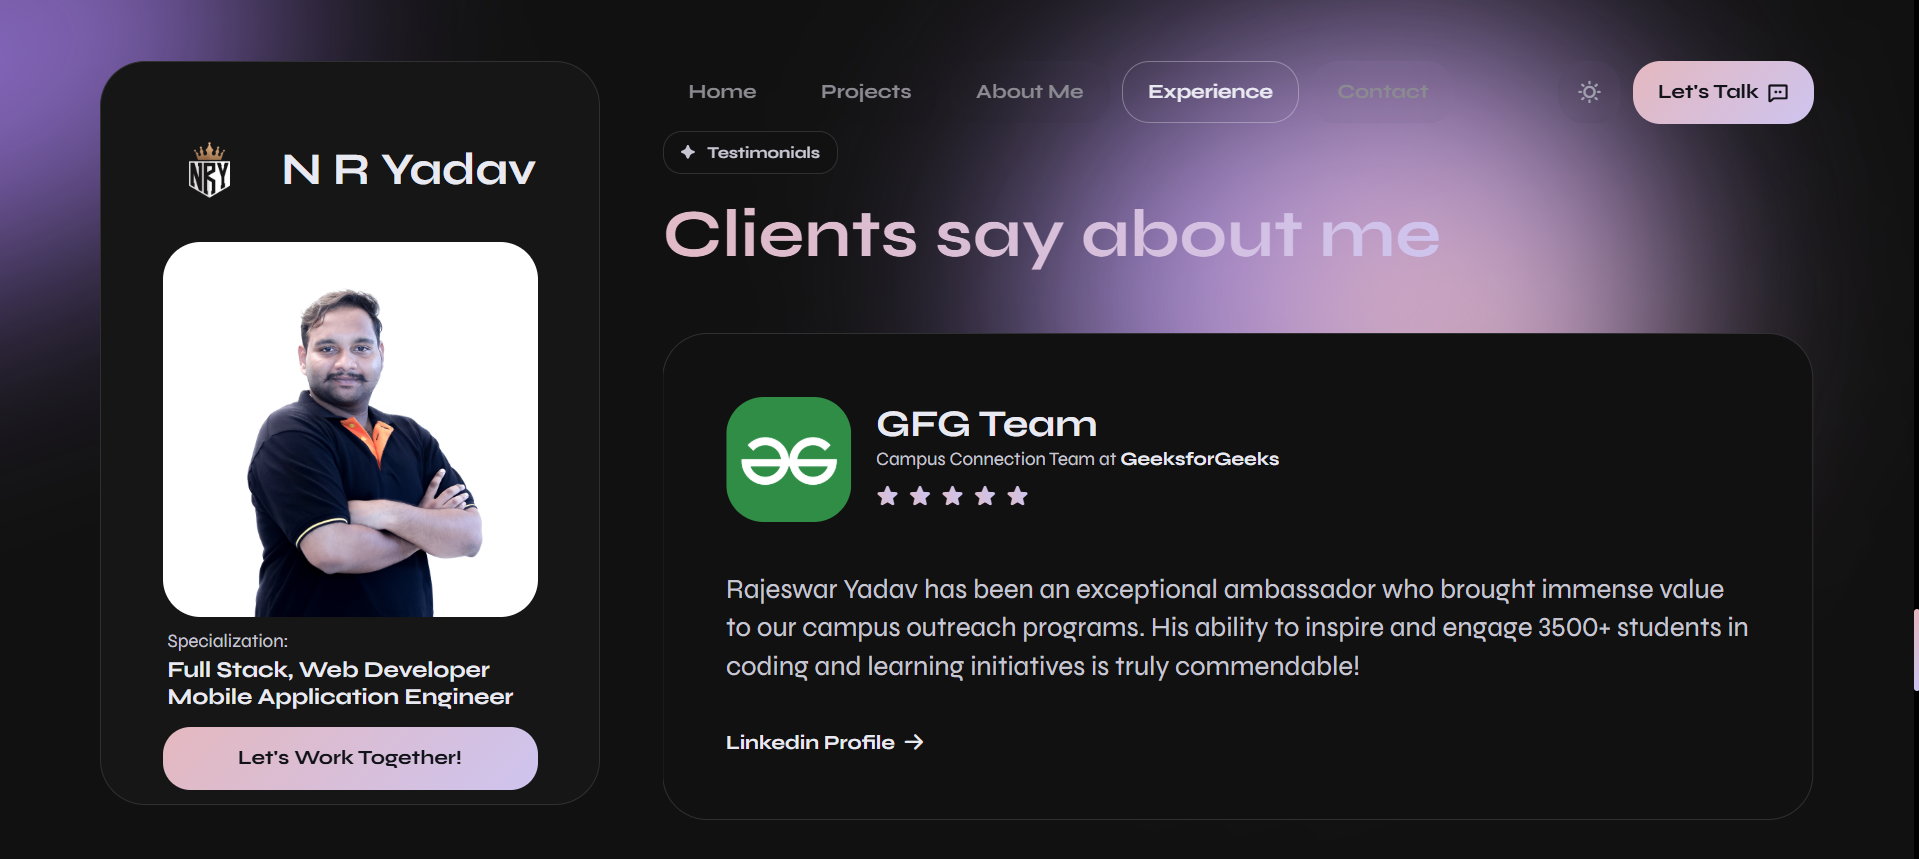 NRY
N R Yadav
Specialization:
Full Stack, Web Developer
Mobile Application Engineer
Let's Work Together!
Home
Projects
About Me
Experience
Contact
Let's Talk
Testimonials
Clients say about me
GFG Team
Campus Connection Team at GeeksforGeeks
Rajeswar Yadav has been an exceptional ambassador who brought immense value
to our campus outreach programs. His ability to inspire and engage 3500+ students in
coding and learning initiatives is truly commendable!
Linkedin Profile